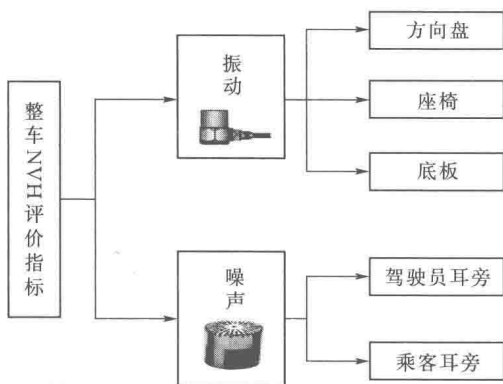 整车NVH评价指标
振动
方向盘
座椅
底板
噪声
驾驶员耳旁
乘客耳旁